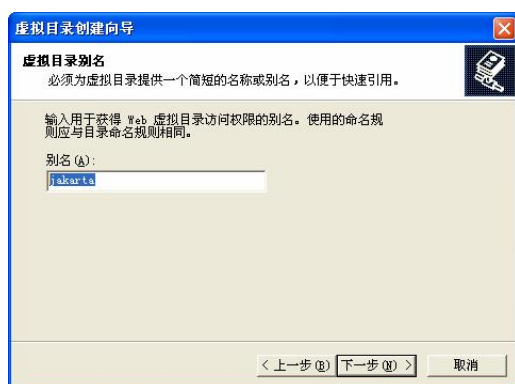 虚拟目录创建向导
虚拟目录别名
必须为虚拟目录提供一个简短的名称或别名，以便于快速引用。
输入用于获得 Web 虚拟目录访问权限的别名。使用的命名规
则应与目录命名规则相同。
别名(A):
jakarta
< 上一步(B) 下一步(N) > 取消